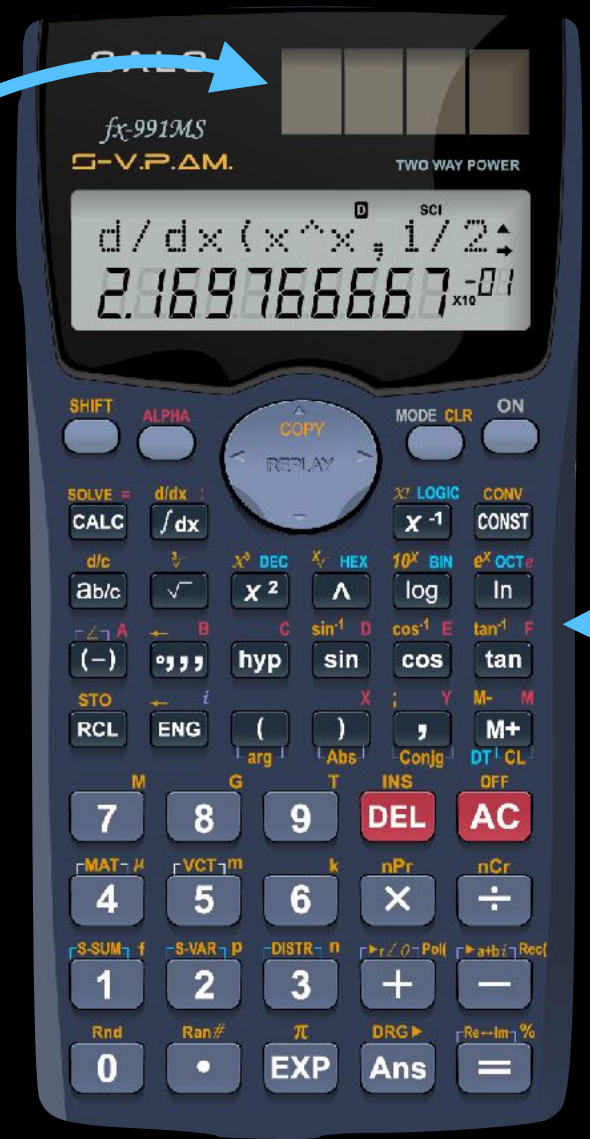 CALC
fx-991MS
S-V.P.AM.
TWO WAY POWER
D SCI
d/dx(x^x,1/2
2.169766667 x10 -01
SHIFT ALPHA COPY MODE CLR ON
REPLAY
SOLVE = d/dx : X! LOGIC CONV
CALC ∫dx X -1 CONST
d/c 3√ X³ DEC X√ HEX 10X BIN eX OCT e
ab/c √ X 2 ^ log ln
∠ A ← B C sin-1 D cos-1 E tan-1 F
(−) °,,, hyp sin cos tan
STO ← i X ; Y M- M
RCL ENG ( ) , M+
arg Abs Conjg DT CL
M G T INS OFF
7 8 9 DEL AC
MAT μ VCT m k nPr nCr
4 5 6 × ÷
S-SUM f S-VAR p DISTR n ►r∠θ Pol( ►a+bi Rec(
1 2 3 + −
Rnd Ran# π DRG► Re↔Im %
0 • EXP Ans =